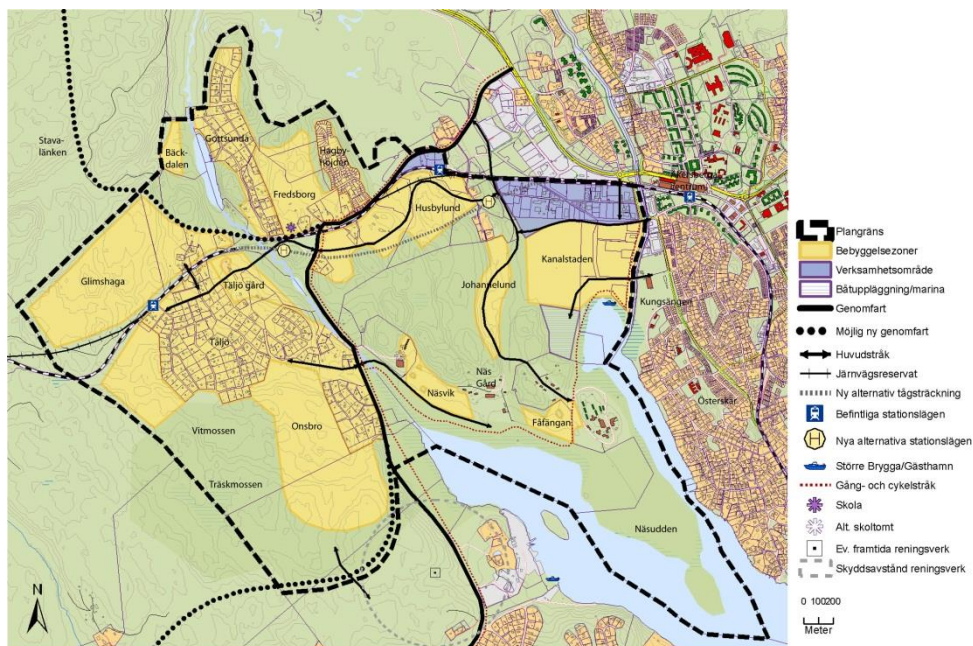 Stava-
länken
Bäck-
dalen
Gottsunda
Hagby-
höjden
Fredsborg
Husbylund
Åkersberga
centrum
Glimshaga
Täljö gård
Täljö
Johannelund
Kanalstaden
Kungsängen
Österskär
Näs
Gård
Näsvik
Fåfängan
Onsbro
Vitmossen
Träskmossen
Näsudden
N
H
H
Plangräns
Bebyggelsezoner
Verksamhetsområde
Båtuppläggning/marina
Genomfart
Möjlig ny genomfart
Huvudstråk
Järnvägsreservat
Ny alternativ tågsträckning
Befintliga stationslägen
H
Nya alternativa stationslägen
Större Brygga/Gästhamn
Gång- och cykelstråk
Skola
Alt. skoltomt
Ev. framtida reningsverk
Skyddsavstånd reningsverk
0 100200
Meter